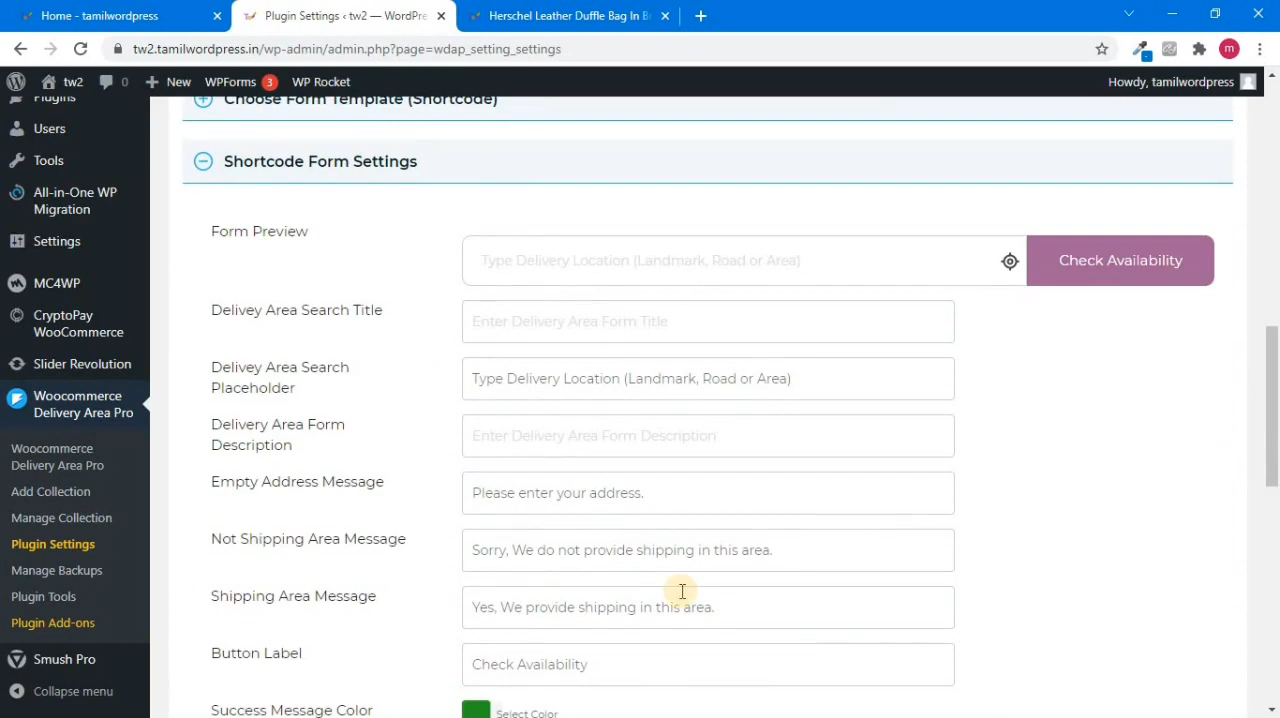 Home - tamilwordpress
Plugin Settings ‹ tw2 — WordPre
Herschel Leather Duffle Bag In Br
tw2.tamilwordpress.in/wp-admin/admin.php?page=wdap_setting_settings
m
tw2
0
New
WPForms 3
WP Rocket
Howdy, tamilwordpress
Plugins
Users
Tools
All-in-One WP
Migration
Settings
MC4WP
CryptoPay
WooCommerce
Slider Revolution
Woocommerce
Delivery Area Pro
Woocommerce
Delivery Area Pro
Add Collection
Manage Collection
Plugin Settings
Manage Backups
Plugin Tools
Plugin Add-ons
Smush Pro
Collapse menu
Choose Form Template (Shortcode)
Shortcode Form Settings
Form Preview
Type Delivery Location (Landmark, Road or Area)
Check Availability
Delivey Area Search Title
Enter Delivery Area Form Title
Delivey Area Search
Placeholder
Type Delivery Location (Landmark, Road or Area)
Delivery Area Form
Description
Enter Delivery Area Form Description
Empty Address Message
Please enter your address.
Not Shipping Area Message
Sorry, We do not provide shipping in this area.
Shipping Area Message
Yes, We provide shipping in this area.
Button Label
Check Availability
Success Message Color
Select Color